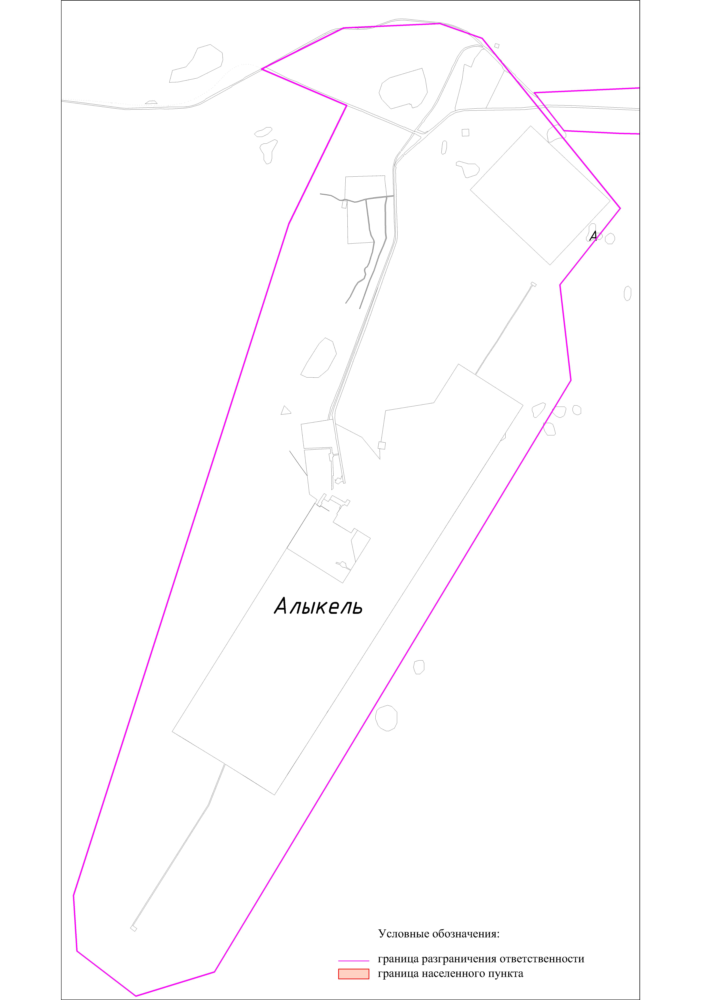 А
Алыкель
Условные обозначения:
граница разграничения ответственности
граница населенного пункта